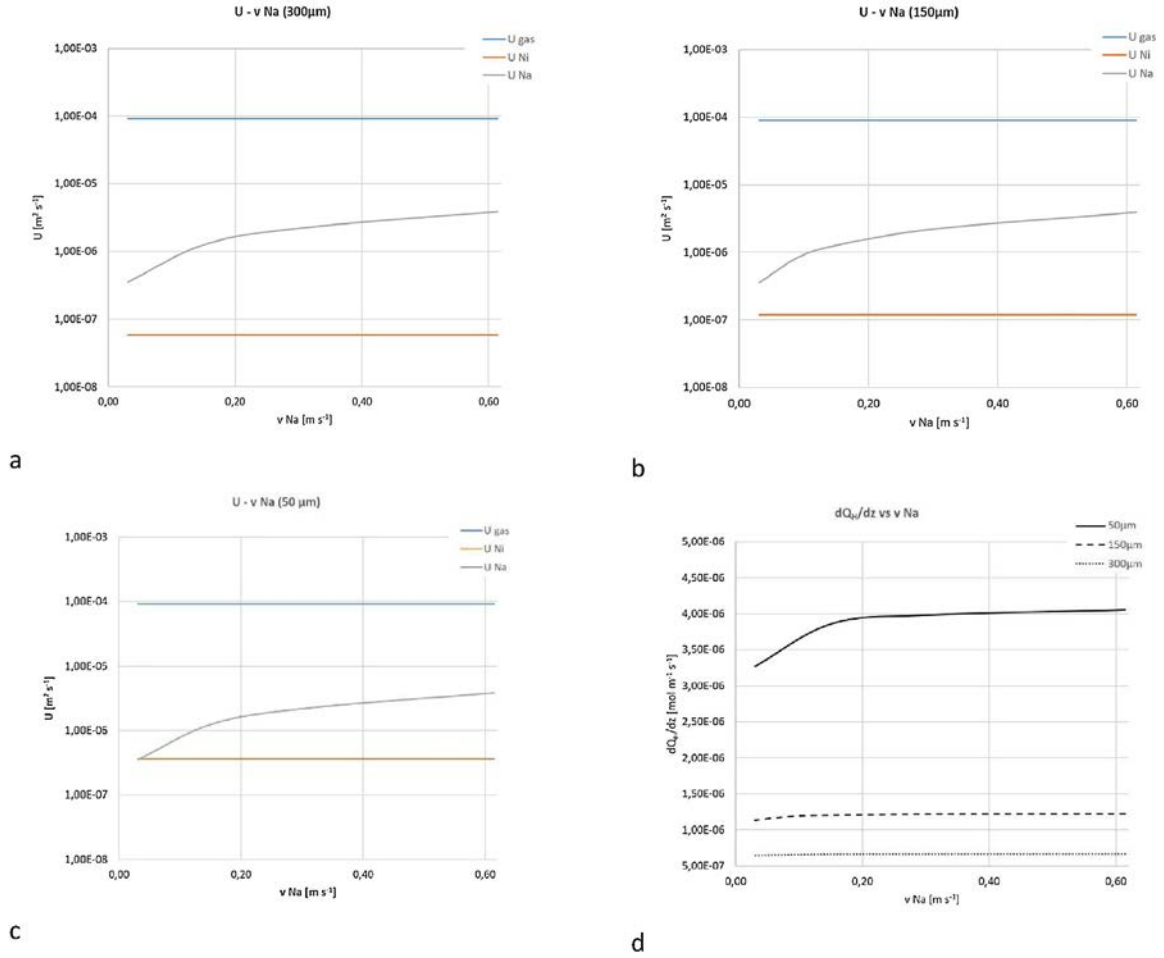 U - v Na (300µm)
U gas
U Ni
U Na
1,00E-03
1,00E-04
1,00E-05
1,00E-06
1,00E-07
1,00E-08
U [m² s⁻¹]
0,00 0,20 0,40 0,60
v Na [m s⁻¹]
a
U - v Na (150µm)
U gas
U Ni
U Na
1,00E-03
1,00E-04
1,00E-05
1,00E-06
1,00E-07
1,00E-08
U [m² s⁻¹]
0,00 0,20 0,40 0,60
v Na [m s⁻¹]
b
U - v Na (50 µm)
U gas
U Ni
U Na
1,00E-03
1,00E-04
1,00E-05
1,00E-05
1,00E-07
1,00E-08
U [m² s⁻¹]
0,00 0,20 0,40 0,60
v Na [m s⁻¹]
c
dQₕ/dz vs v Na
50µm
150µm
300µm
5,00E-06
4,50E-06
4,00E-06
3,50E-06
3,00E-06
2,50E-06
2,00E-06
1,50E-06
1,00E-06
5,00E-07
dQₕ/dz [mol m⁻¹ s⁻¹]
0,00 0,20 0,40 0,60
v Na [m s⁻¹]
d